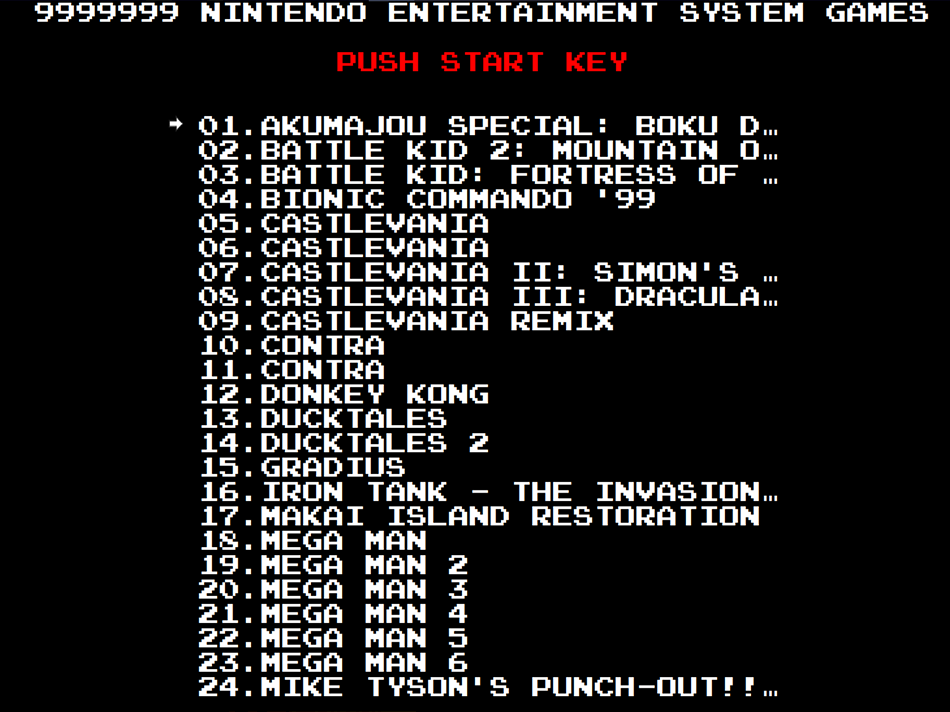 9999999 NINTENDO ENTERTAINMENT SYSTEM GAMES
PUSH START KEY
01.AKUMAJOU SPECIAL: BOKU D…
02.BATTLE KID 2: MOUNTAIN O…
03.BATTLE KID: FORTRESS OF …
04.BIONIC COMMANDO '99
05.CASTLEVANIA
06.CASTLEVANIA
07.CASTLEVANIA II: SIMON'S …
08.CASTLEVANIA III: DRACULA…
09.CASTLEVANIA REMIX
10.CONTRA
11.CONTRA
12.DONKEY KONG
13.DUCKTALES
14.DUCKTALES 2
15.GRADIUS
16.IRON TANK - THE INVASION…
17.MAKAI ISLAND RESTORATION
18.MEGA MAN
19.MEGA MAN 2
20.MEGA MAN 3
21.MEGA MAN 4
22.MEGA MAN 5
23.MEGA MAN 6
24.MIKE TYSON'S PUNCH-OUT!!…